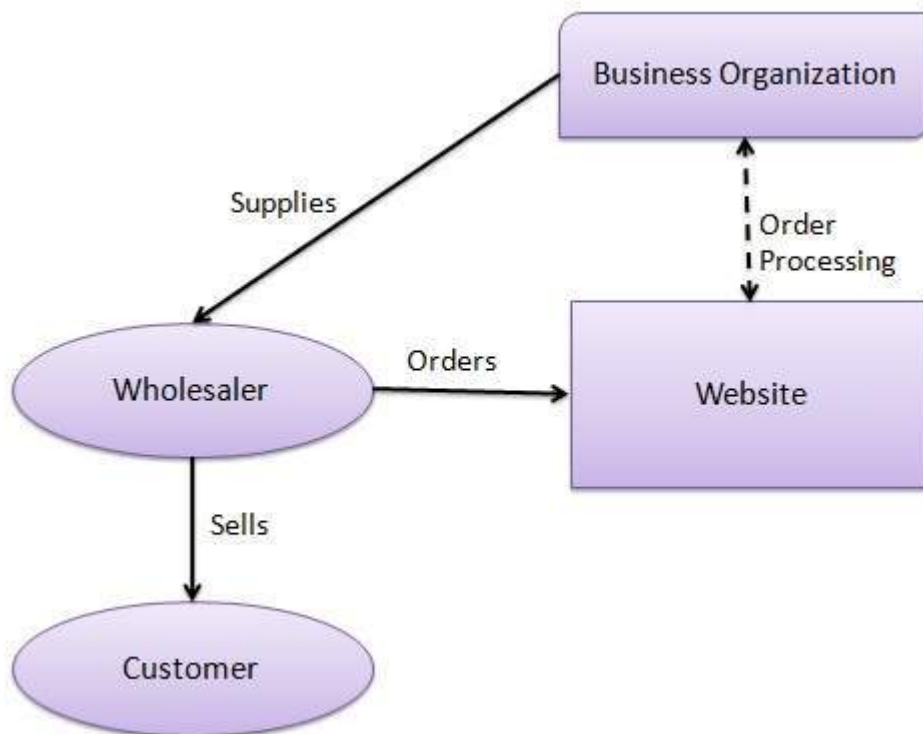 Business Organization
Supplies
Order
Processing
Wholesaler
Orders
Website
Sells
Customer